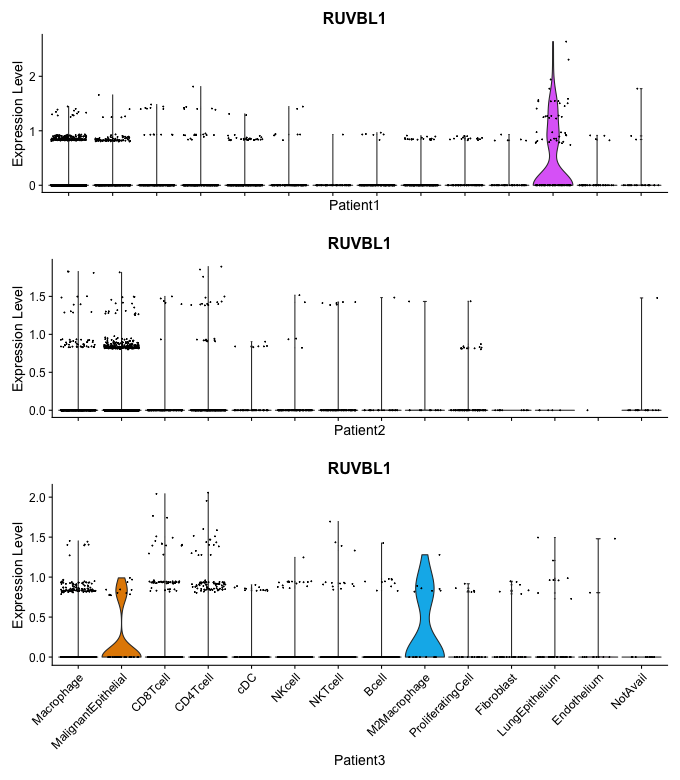 RUVBL1
Expression Level
2
1
0
Patient1
RUVBL1
Expression Level
1.5
1.0
0.5
0.0
Patient2
RUVBL1
Expression Level
2.0
1.5
1.0
0.5
0.0
Macrophage
MalignantEpithelial
CD8Tcell
CD4Tcell
cDC
NKcell
NKTcell
Bcell
M2Macrophage
ProliferatingCell
Fibroblast
LungEpithelium
Endothelium
NotAvail
Patient3